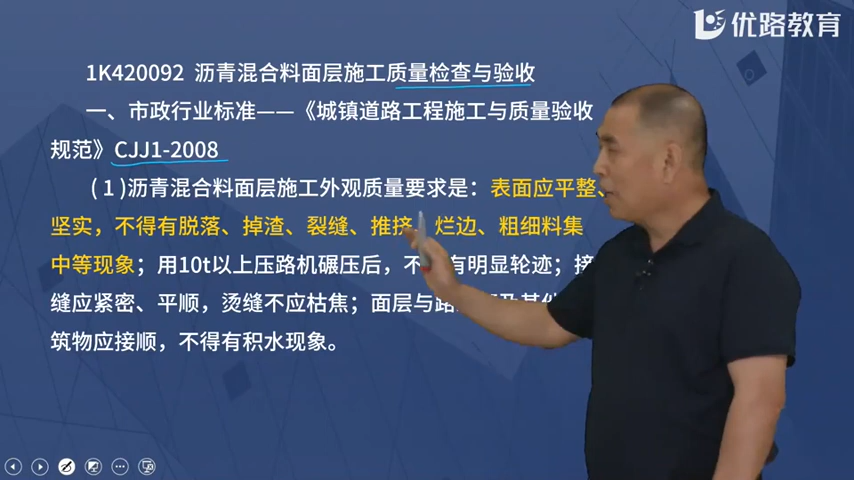 优路教育
1K420092 沥青混合料面层施工质量检查与验收
一、市政行业标准——《城镇道路工程施工与质量验收
规范》CJJ1-2008
(1)沥青混合料面层施工外观质量要求是：表面应平整、
坚实，不得有脱落、掉渣、裂缝、推挤、烂边、粗细料集
中等现象；用10t以上压路机碾压后，不 有明显轮迹；接
缝应紧密、平顺，烫缝不应枯焦；面层与路
筑物应接顺，不得有积水现象。